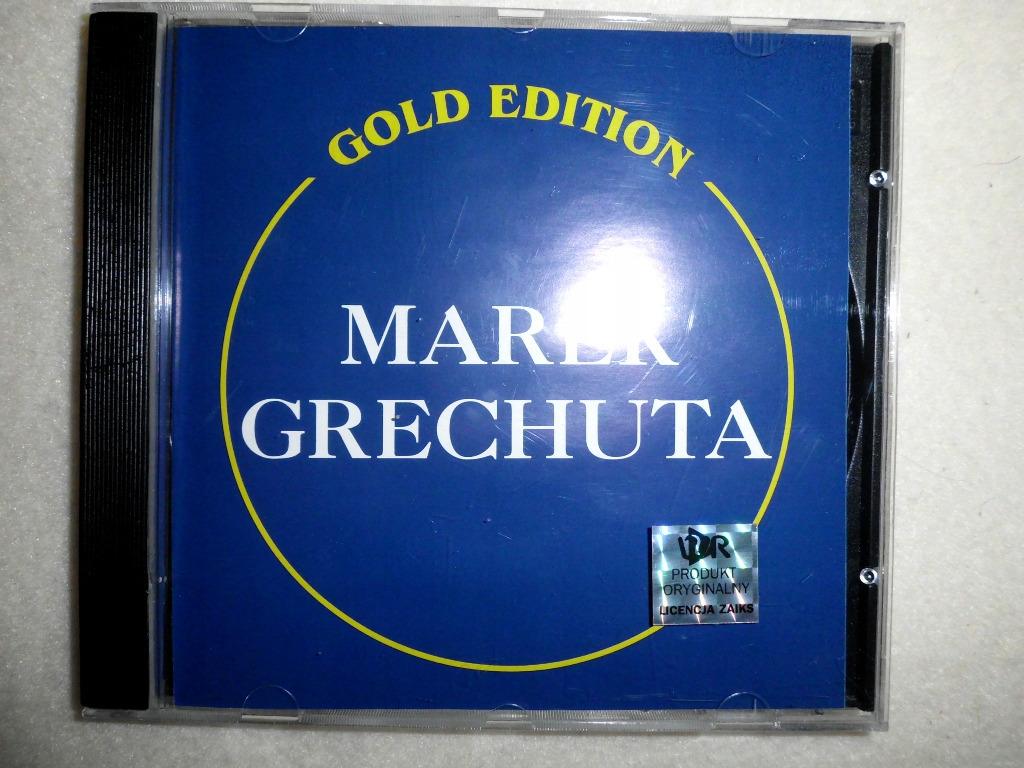 GOLD EDITION
MAREK
GRECHUTA
PRODUKT
ORYGINALNY
LICENCJA ZAIKS